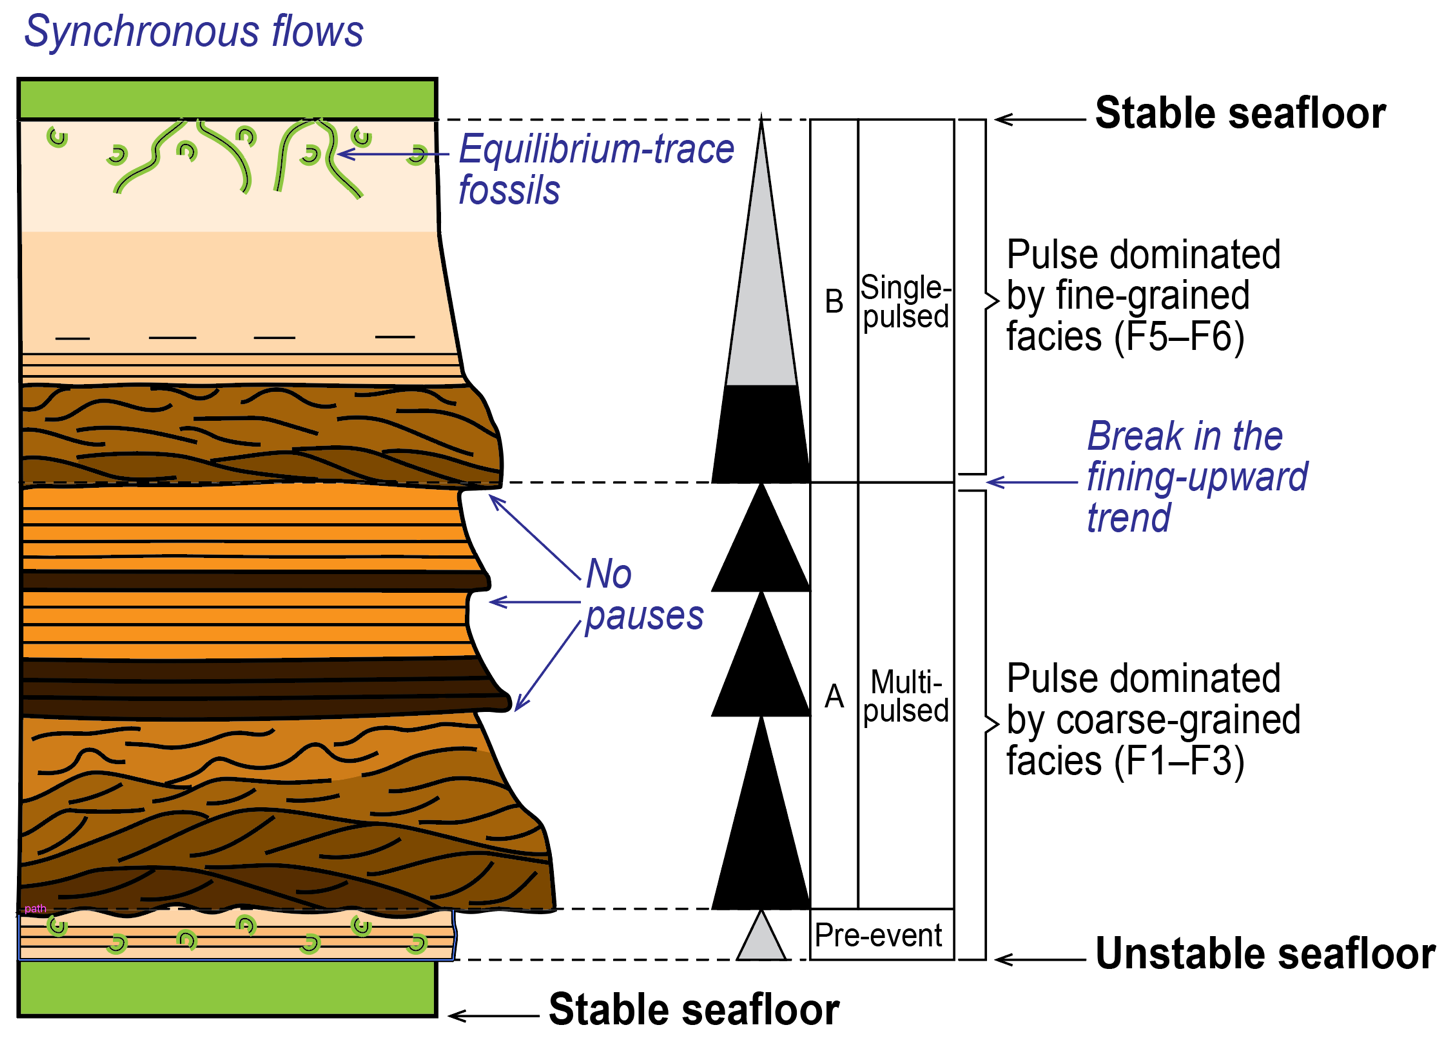 Synchronous flows
Stable seafloor
Equilibrium-trace
fossils
Pulse dominated
by fine-grained
facies (F5–F6)
B
Single-
pulsed
Break in the
fining-upward
trend
No
pauses
Pulse dominated
by coarse-grained
facies (F1–F3)
A
Multi-
pulsed
path
Pre-event
Unstable seafloor
Stable seafloor